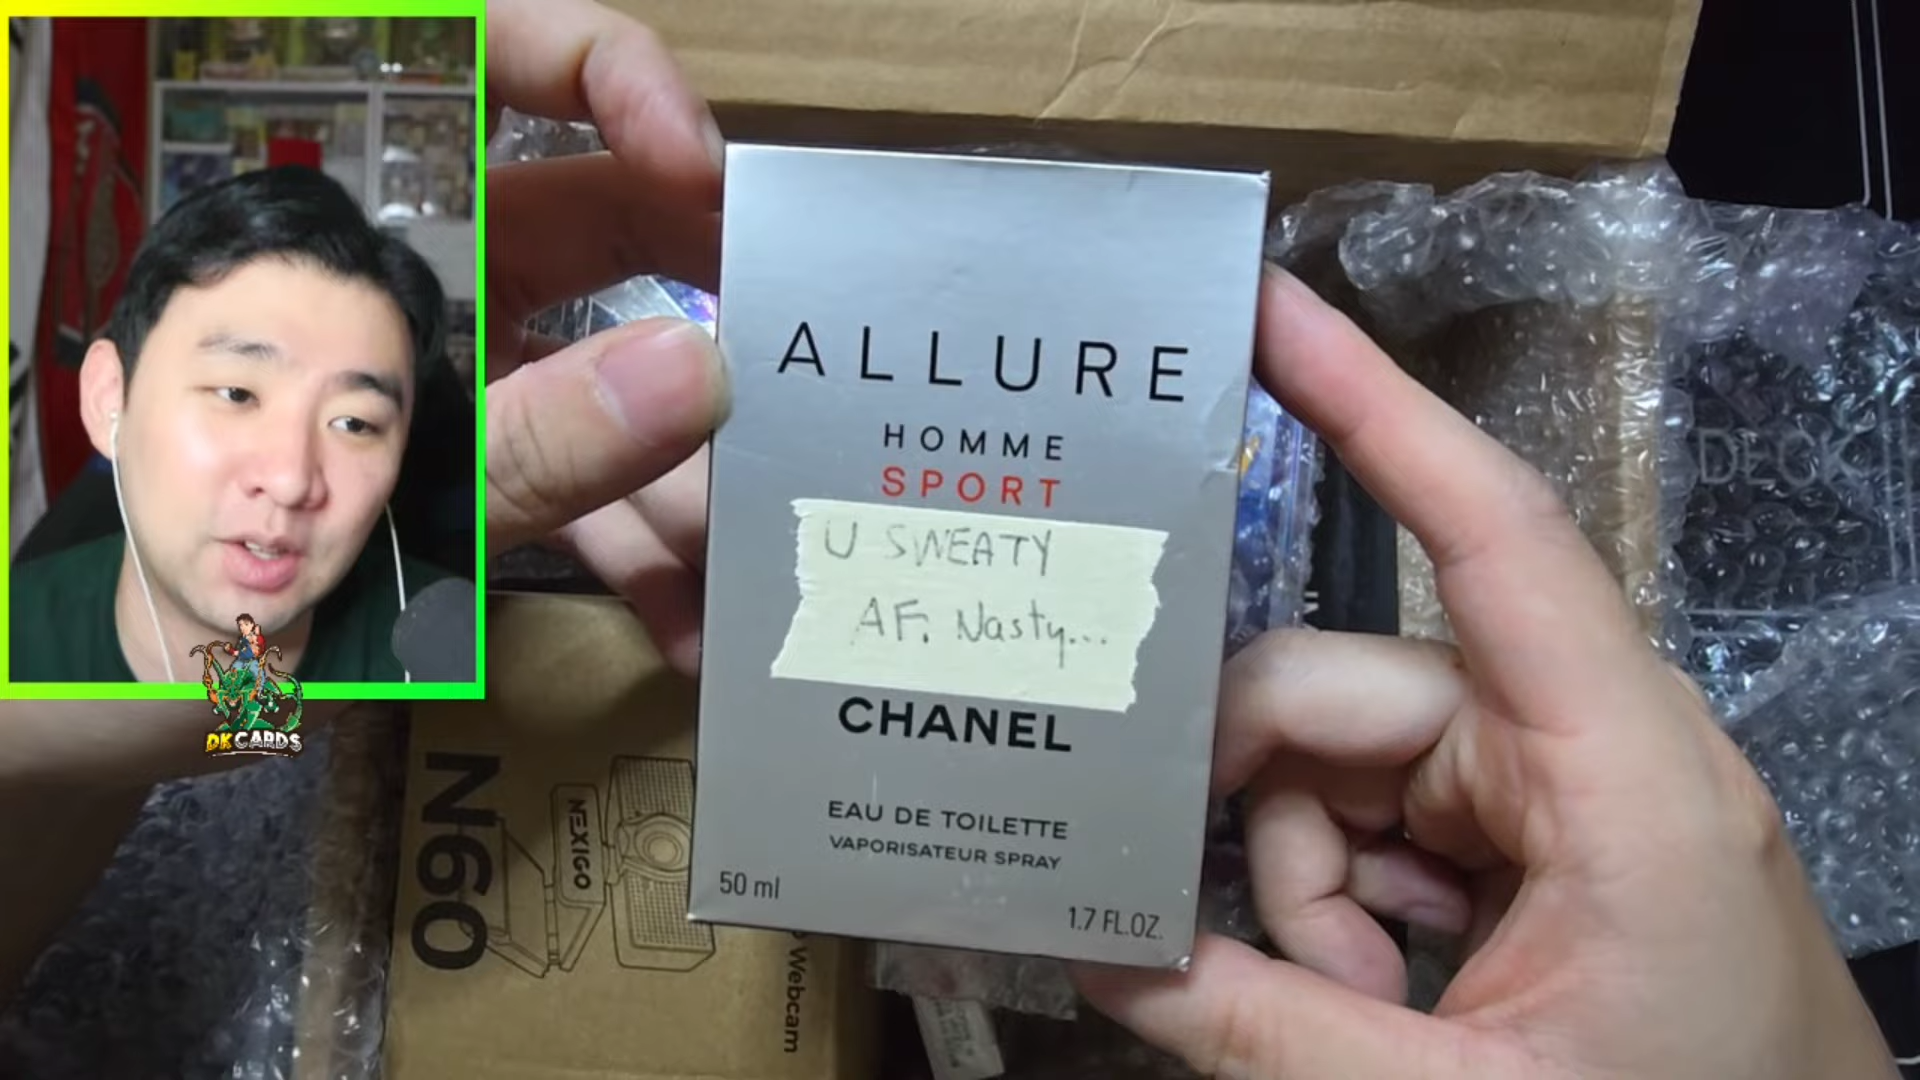 ALLURE
HOMME
SPORT
U SWEATY
AF. Nasty...
CHANEL
EAU DE TOILETTE
VAPORISATEUR SPRAY
50 ml
1.7 FL.OZ.
DK CARDS
N60
NEXIGO
Webcam
DECK